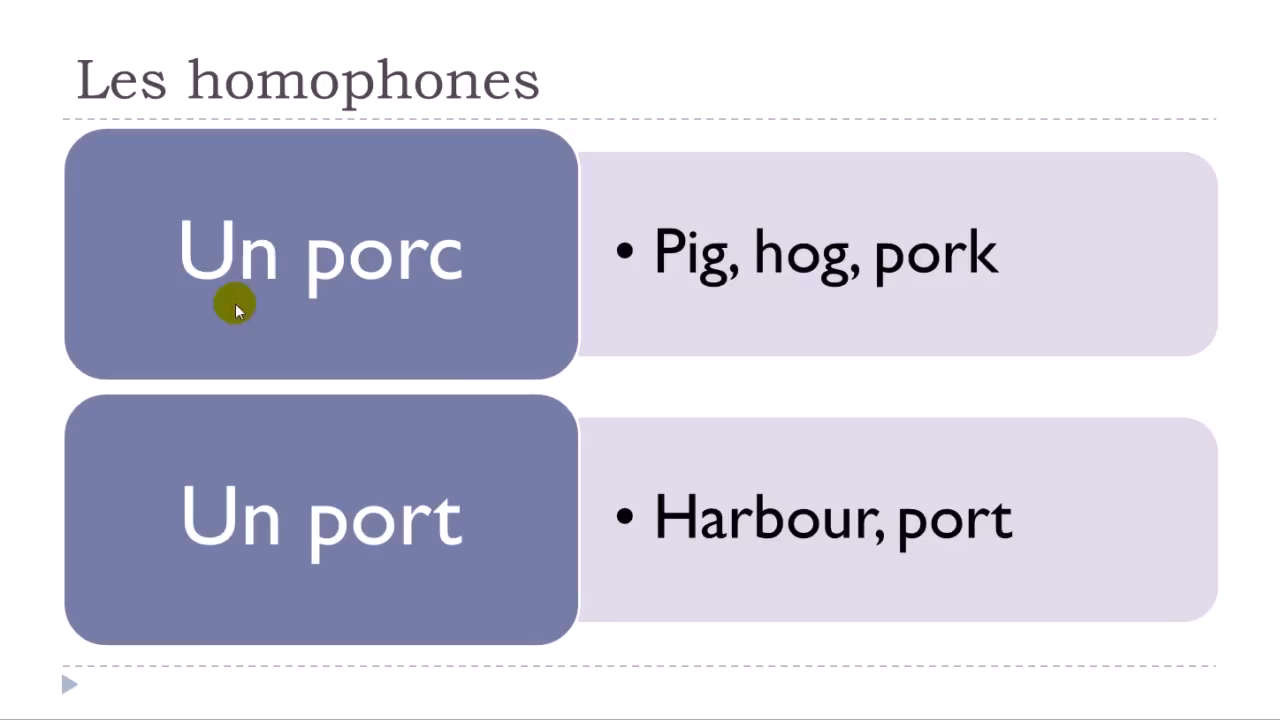 Les homophones
Un porc
• Pig, hog, pork
Un port
• Harbour, port